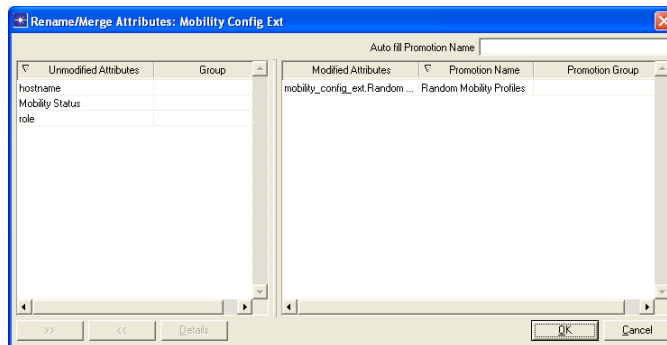 Rename/Merge Attributes: Mobility Config Ext
Auto fill Promotion Name
Unmodified Attributes Group
hostname
Mobility Status
role
Modified Attributes Promotion Name Promotion Group
mobility_config_ext.Random ... Random Mobility Profiles
>> << Details
OK Cancel